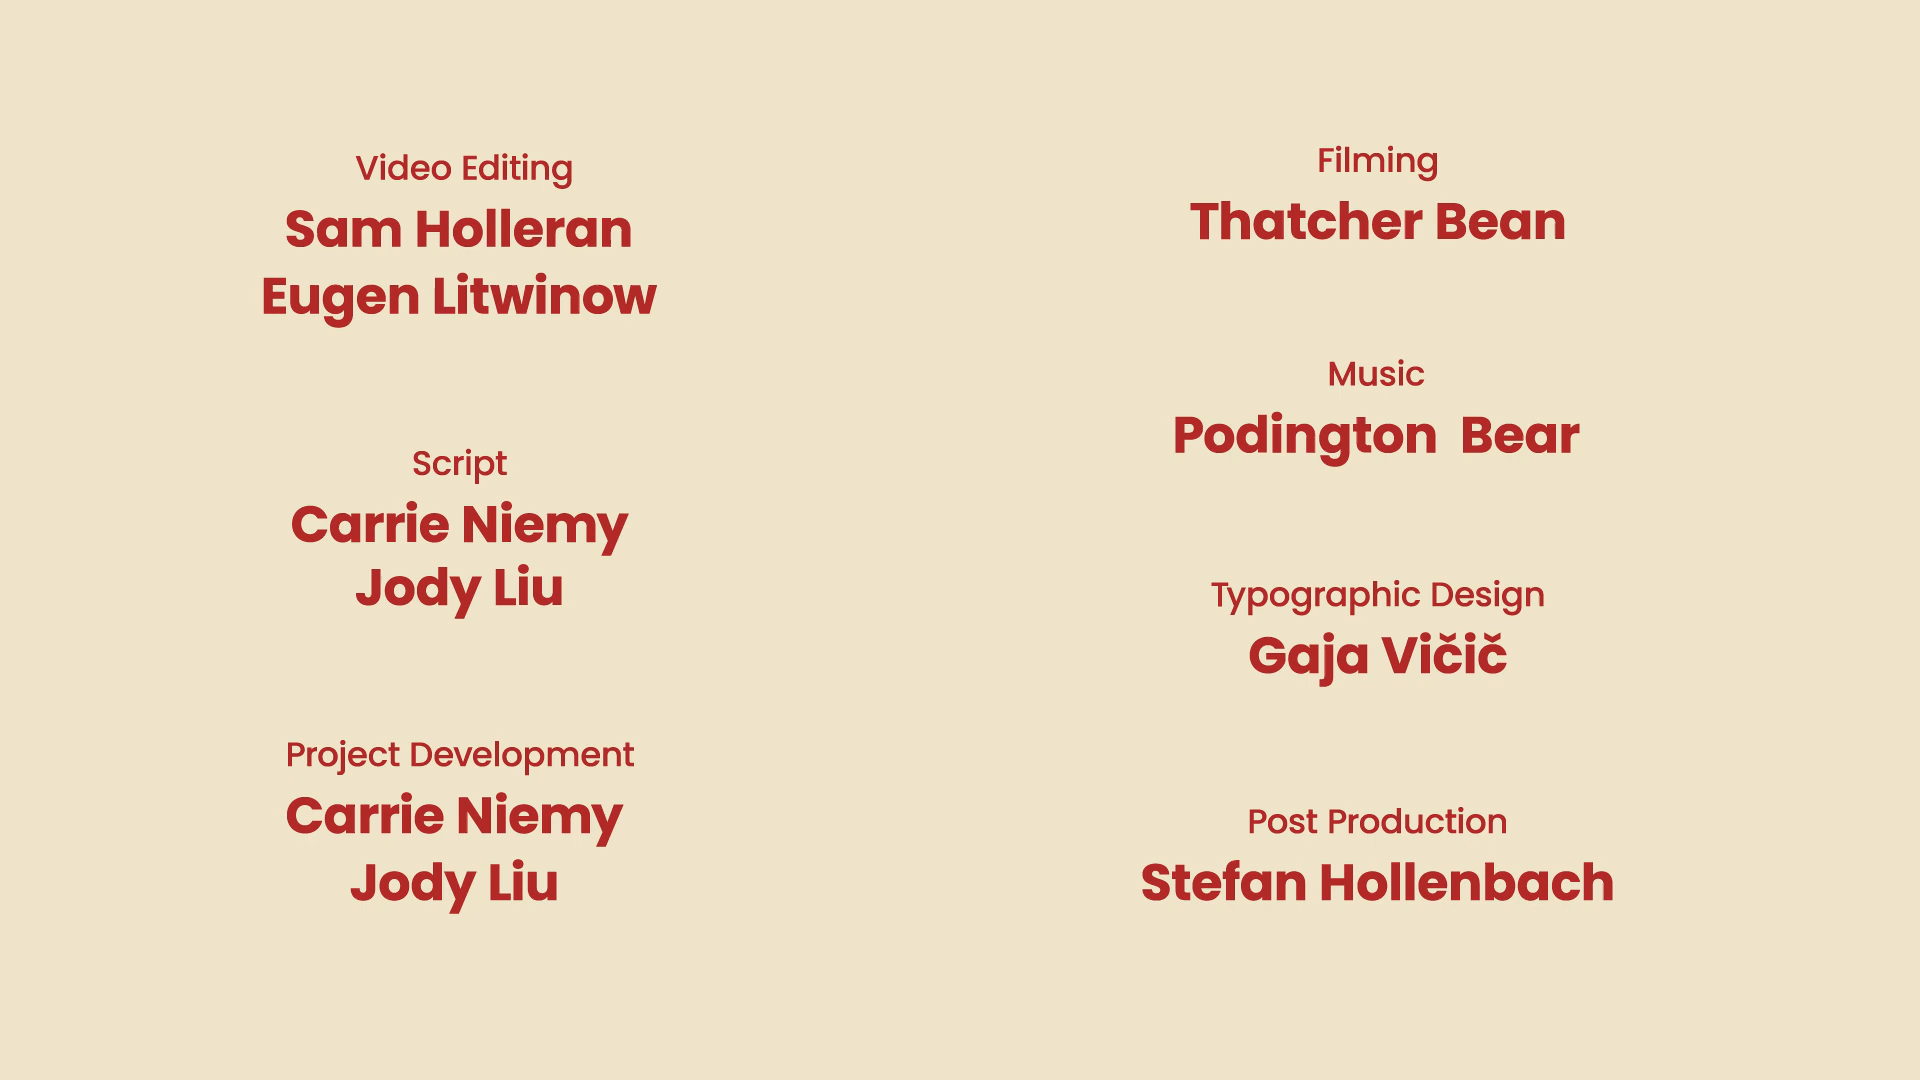 Video Editing
Sam Holleran
Eugen Litwinow
Script
Carrie Niemy
Jody Liu
Project Development
Carrie Niemy
Jody Liu
Filming
Thatcher Bean
Music
Podington  Bear
Typographic Design
Gaja Vičič
Post Production
Stefan Hollenbach